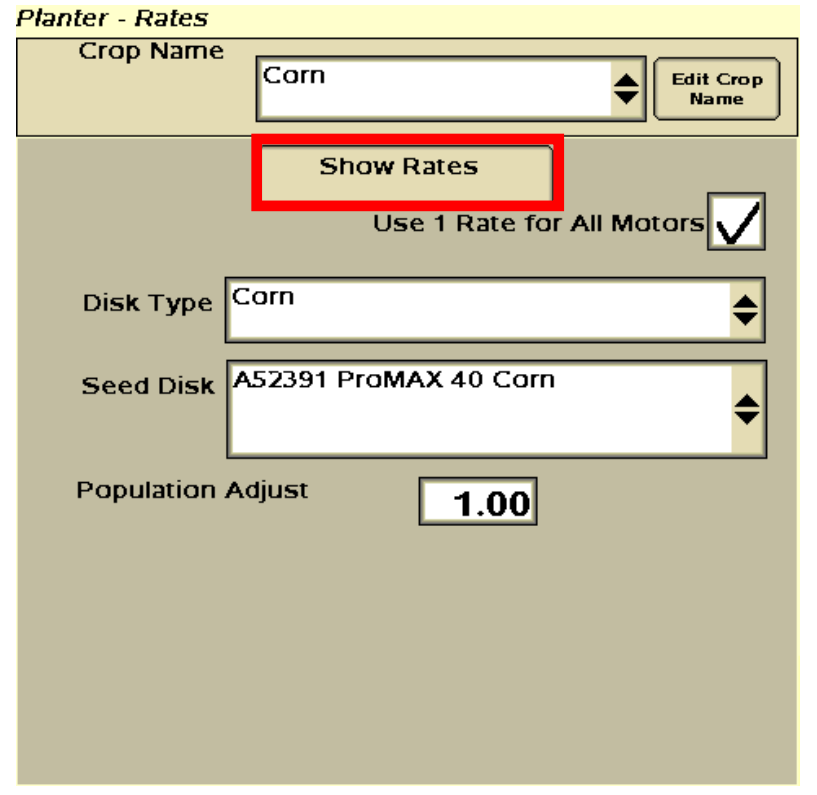 Planter - Rates
Crop Name
Corn
Edit Crop
Name
Show Rates
Use 1 Rate for All Motors
Disk Type
Corn
Seed Disk
A52391 ProMAX 40 Corn
Population Adjust
1.00